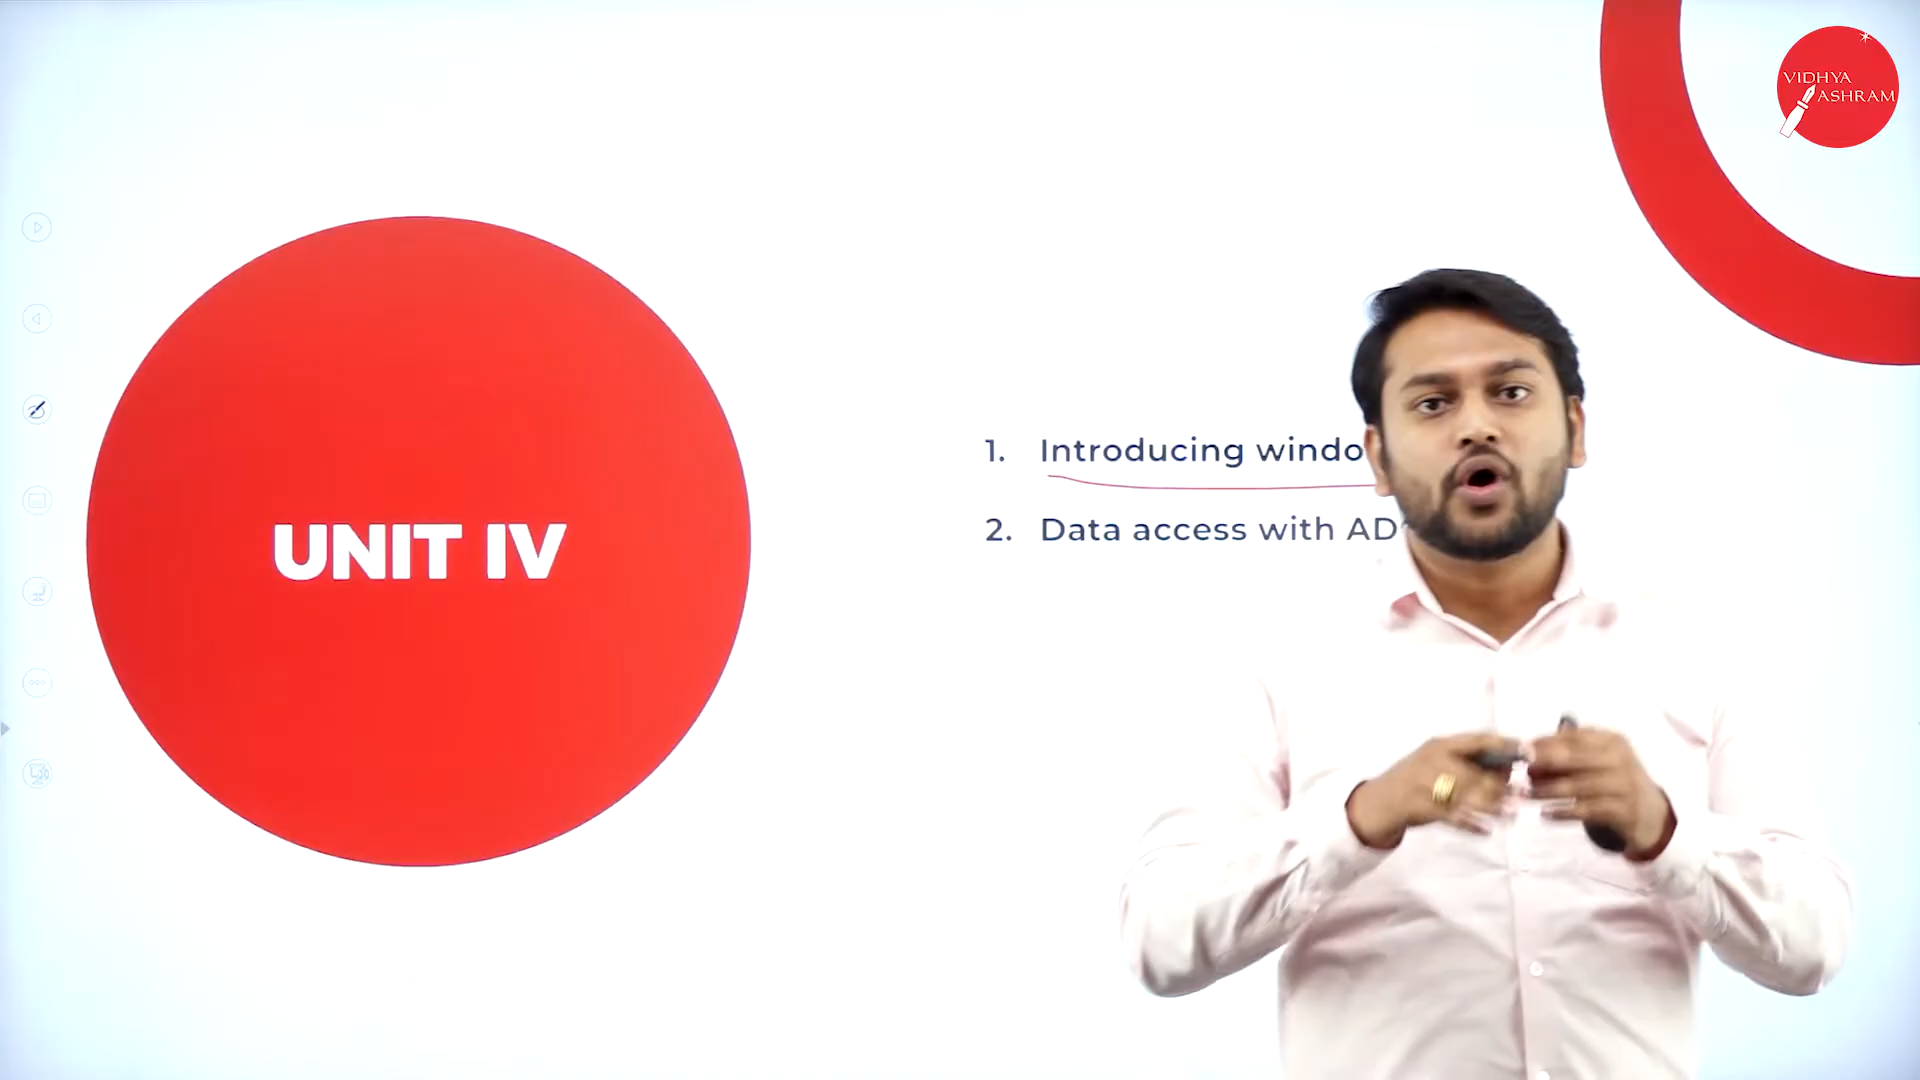 VIDHYA
ASHRAM
UNIT IV
1. Introducing windo
2. Data access with AD